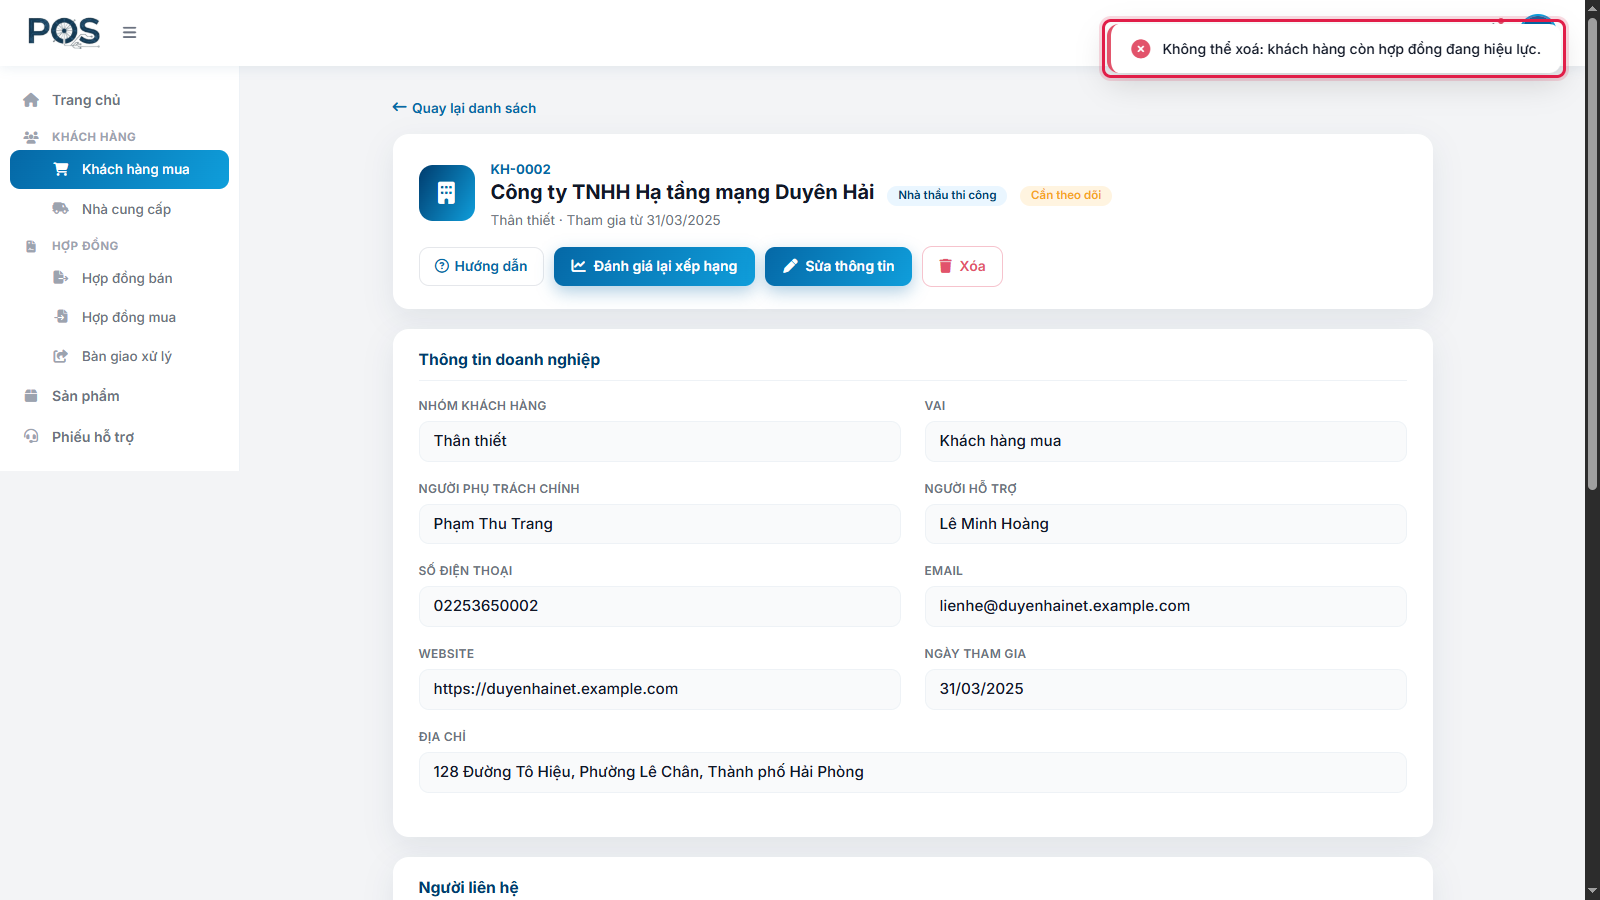 POS
Không thể xoá: khách hàng còn hợp đồng đang hiệu lực.
Trang chủ
KHÁCH HÀNG
Khách hàng mua
Nhà cung cấp
HỢP ĐỒNG
Hợp đồng bán
Hợp đồng mua
Bàn giao xử lý
Sản phẩm
Phiếu hỗ trợ
Quay lại danh sách
KH-0002
Công ty TNHH Hạ tầng mạng Duyên Hải
Nhà thầu thi công
Cần theo dõi
Thân thiết · Tham gia từ 31/03/2025
Hướng dẫn
Đánh giá lại xếp hạng
Sửa thông tin
Xóa
Thông tin doanh nghiệp
NHÓM KHÁCH HÀNG
VAI
Thân thiết
Khách hàng mua
NGƯỜI PHỤ TRÁCH CHÍNH
NGƯỜI HỖ TRỢ
Phạm Thu Trang
Lê Minh Hoàng
SỐ ĐIỆN THOẠI
EMAIL
02253650002
lienhe@duyenhainet.example.com
WEBSITE
NGÀY THAM GIA
https://duyenhainet.example.com
31/03/2025
ĐỊA CHỈ
128 Đường Tô Hiệu, Phường Lê Chân, Thành phố Hải Phòng
Người liên hệ